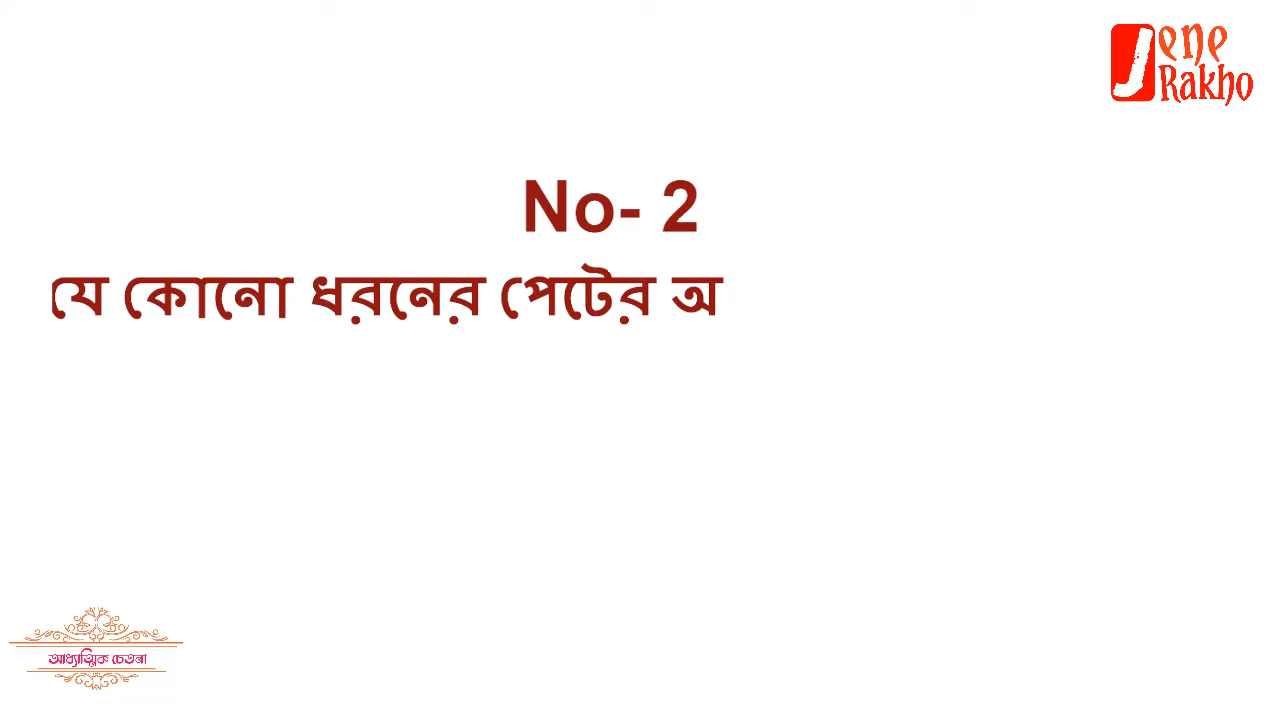 Jene
Rakho
No- 2
যে কোনো ধরনের পেটের অ
আধ্যাত্মিক চেতনা